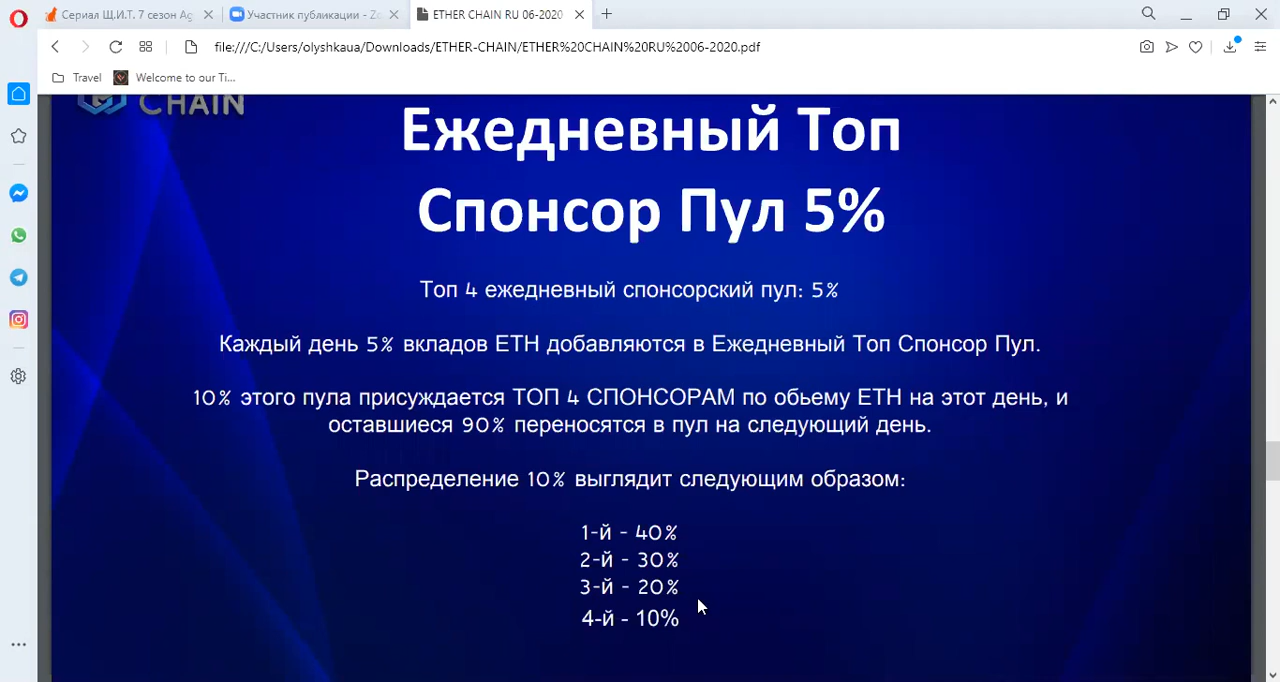 Сериал Щ.И.Т. 7 сезон Ag
Участник публикации - Zo
ETHER CHAIN RU 06-2020
file:///C:/Users/olyshkaua/Downloads/ETHER-CHAIN/ETHER%20CHAIN%20RU%2006-2020.pdf
Travel
Welcome to our Ti...
CHAIN
Ежедневный Топ
Спонсор Пул 5%
Топ 4 ежедневный спонсорский пул: 5%
Каждый день 5% вкладов ETH добавляются в Ежедневный Топ Спонсор Пул.
10% этого пула присуждается ТОП 4 СПОНСОРАМ по обьему ETH на этот день, и
оставшиеся 90% переносятся в пул на следующий день.
Распределение 10% выглядит следующим образом:
1-й - 40%
2-й - 30%
3-й - 20%
4-й - 10%